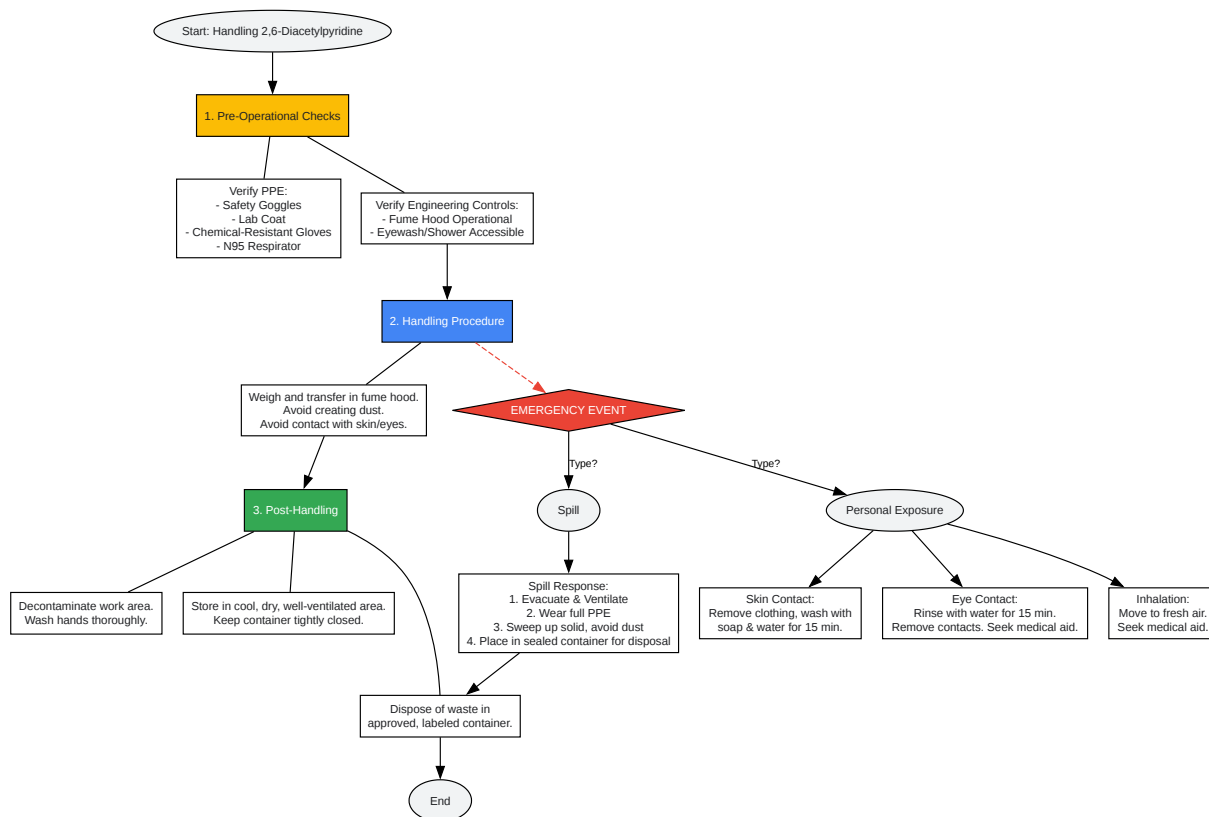 Start: Handling 2,6-Diacetylpyridine
1. Pre-Operational Checks
Verify PPE:
- Safety Goggles
- Lab Coat
- Chemical-Resistant Gloves
- N95 Respirator
Verify Engineering Controls:
- Fume Hood Operational
- Eyewash/Shower Accessible
2. Handling Procedure
Weigh and transfer in fume hood.
Avoid creating dust.
Avoid contact with skin/eyes.
EMERGENCY EVENT
Type?
Type?
3. Post-Handling
Spill
Personal Exposure
Decontaminate work area.
Wash hands thoroughly.
Store in cool, dry, well-ventilated area.
Keep container tightly closed.
Spill Response:
1. Evacuate & Ventilate
2. Wear full PPE
3. Sweep up solid, avoid dust
4. Place in sealed container for disposal
Skin Contact:
Remove clothing, wash with
soap & water for 15 min.
Eye Contact:
Rinse with water for 15 min.
Remove contacts. Seek medical aid.
Inhalation:
Move to fresh air.
Seek medical aid.
Dispose of waste in
approved, labeled container.
End